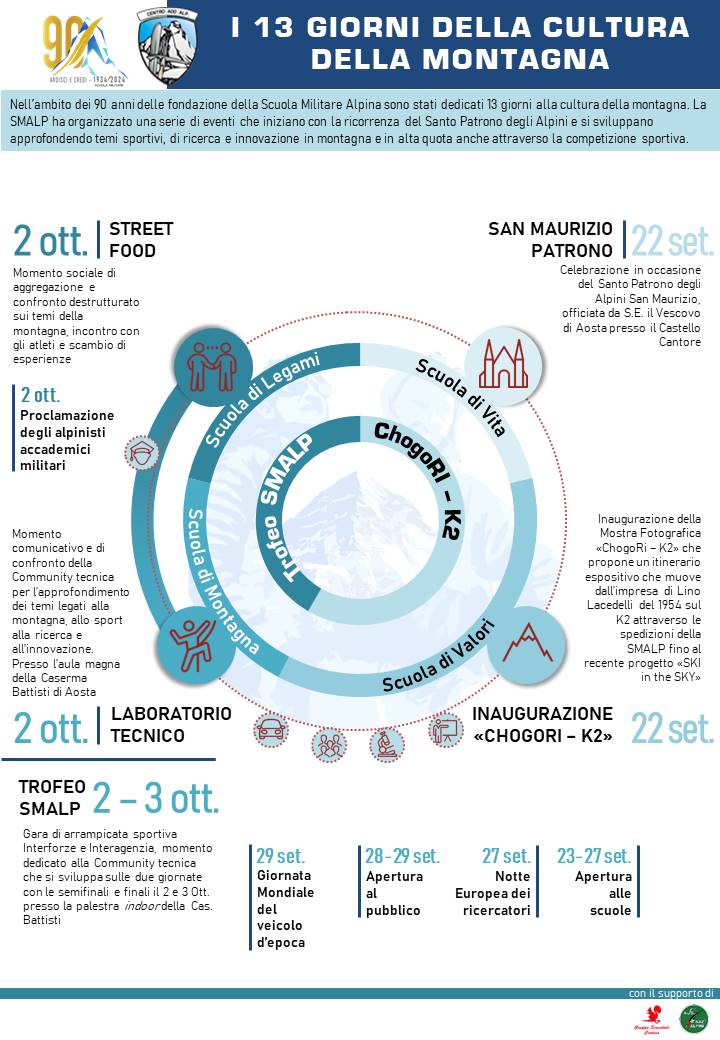 90
ARDISCI E CREDI - 1934/2024
SCUOLA MILITARE
CENTRO ADD ALP
I 13 GIORNI DELLA CULTURA
DELLA MONTAGNA
Nell'ambito dei 90 anni delle fondazione della Scuola Militare Alpina sono stati dedicati 13 giorni alla cultura della montagna. La
SMALP ha organizzato una serie di eventi che iniziano con la ricorrenza del Santo Patrono degli Alpini e si sviluppano
approfondendo temi sportivi, di ricerca e innovazione in montagna e in alta quota anche attraverso la competizione sportiva.
2 ott.
STREET
FOOD
Momento sociale di
aggregazione e
confronto destrutturato
sui temi della
montagna, incontro con
gli atleti e scambio di
esperienze
SAN MAURIZIO
PATRONO
22 set.
Celebrazione in occasione
del Santo Patrono degli
Alpini San Maurizio,
officiata da S.E. il Vescovo
di Aosta presso il Castello
Cantore
2 ott.
Proclamazione
degli alpinisti
accademici
militari
Scuola di Legami
Scuola di Vita
Trofeo SMALP
ChogoRI – K2
Scuola di Montagna
Scuola di Valori
Momento
comunicativo e di
confronto della
Community tecnica
per l'approfondimento
dei temi legati alla
montagna, allo sport
alla ricerca e
all'innovazione.
Presso l'aula magna
della Caserma
Battisti di Aosta
2 ott.
LABORATORIO
TECNICO
Inaugurazione della
Mostra Fotografica
«ChogoRi – K2» che
propone un itinerario
espositivo che muove
dall'impresa di Lino
Lacedelli del 1954 sul
K2 attraverso le
spedizioni della
SMALP fino al
recente progetto «SKI
in the SKY»
INAUGURAZIONE
«CHOGORI – K2»
22 set.
TROFEO
SMALP
2 – 3 ott.
Gara di arrampicata sportiva
Interforze e Interagenzia, momento
dedicato alla Community tecnica
che si sviluppa sulle due giornate
con le semifinali e finali il 2 e 3 Ott.
presso la palestra indoor della Cas.
Battisti
29 set.
Giornata
Mondiale
del
veicolo
d'epoca
28-29 set.
Apertura
al
pubblico
27 set.
Notte
Europea dei
ricercatori
23-27 set.
Apertura
alle
scuole
con il supporto di